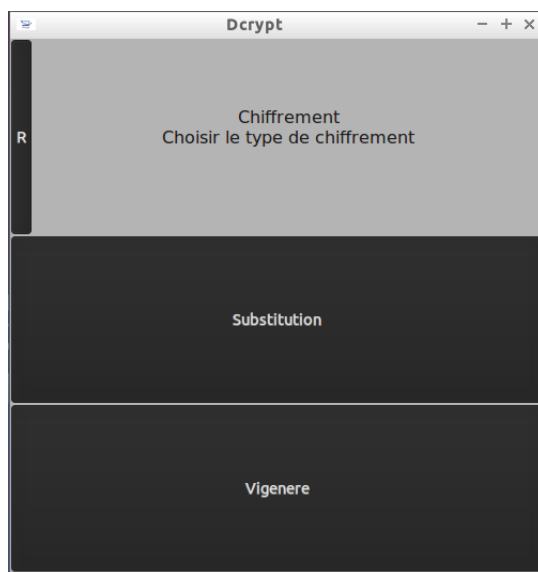 Dcrypt
R
Chiffrement
Choisir le type de chiffrement
Substitution
Vigenere